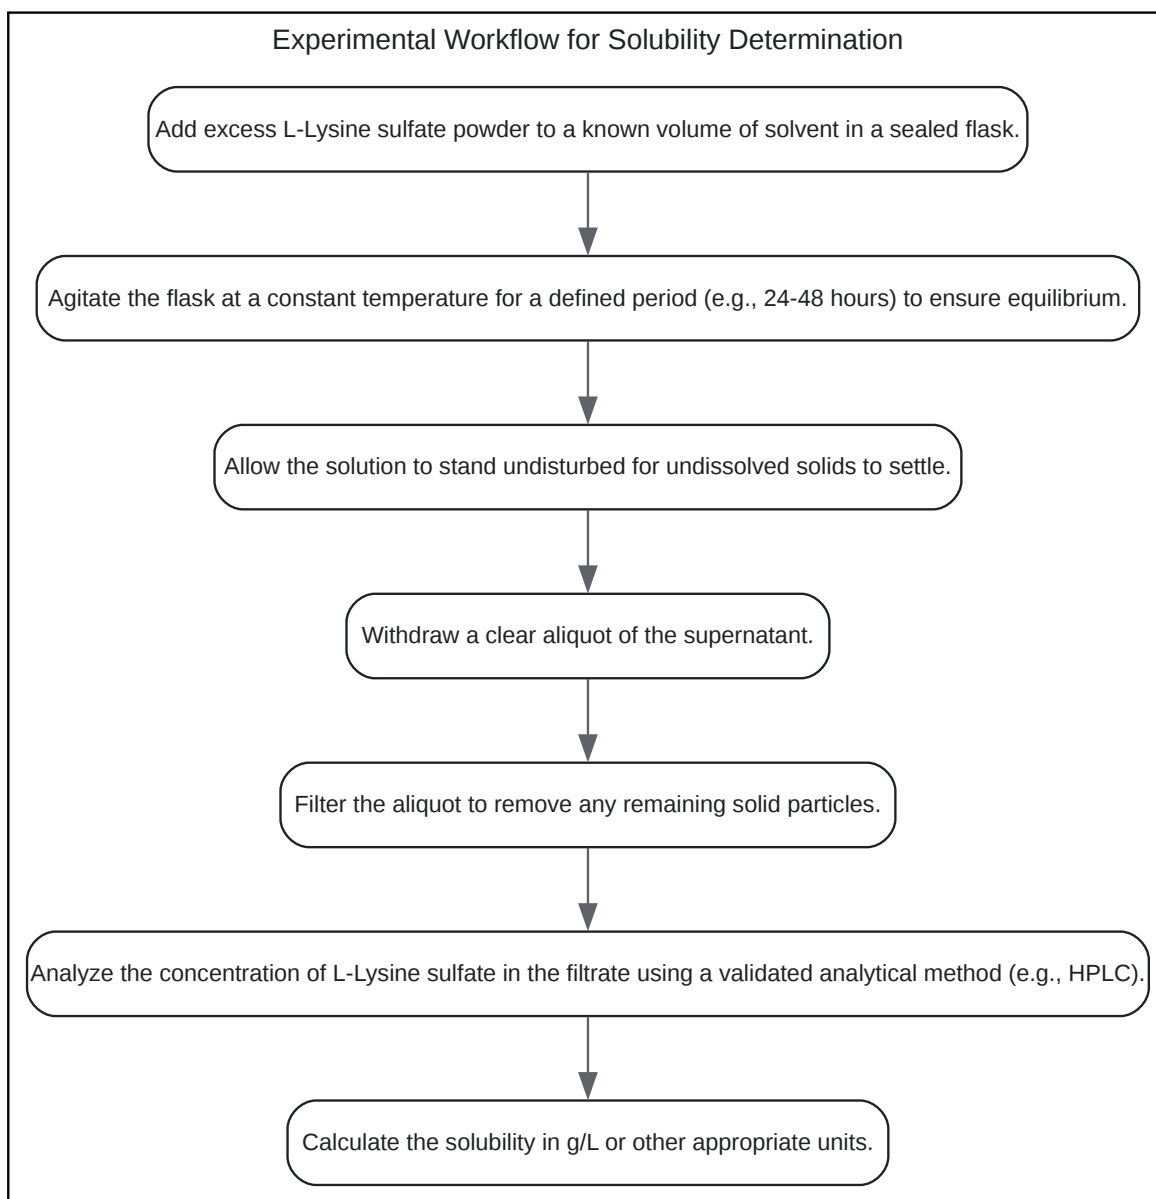 Experimental Workflow for Solubility Determination
Add excess L-Lysine sulfate powder to a known volume of solvent in a sealed flask.
Agitate the flask at a constant temperature for a defined period (e.g., 24-48 hours) to ensure equilibrium.
Allow the solution to stand undisturbed for undissolved solids to settle.
Withdraw a clear aliquot of the supernatant.
Filter the aliquot to remove any remaining solid particles.
Analyze the concentration of L-Lysine sulfate in the filtrate using a validated analytical method (e.g., HPLC).
Calculate the solubility in g/L or other appropriate units.